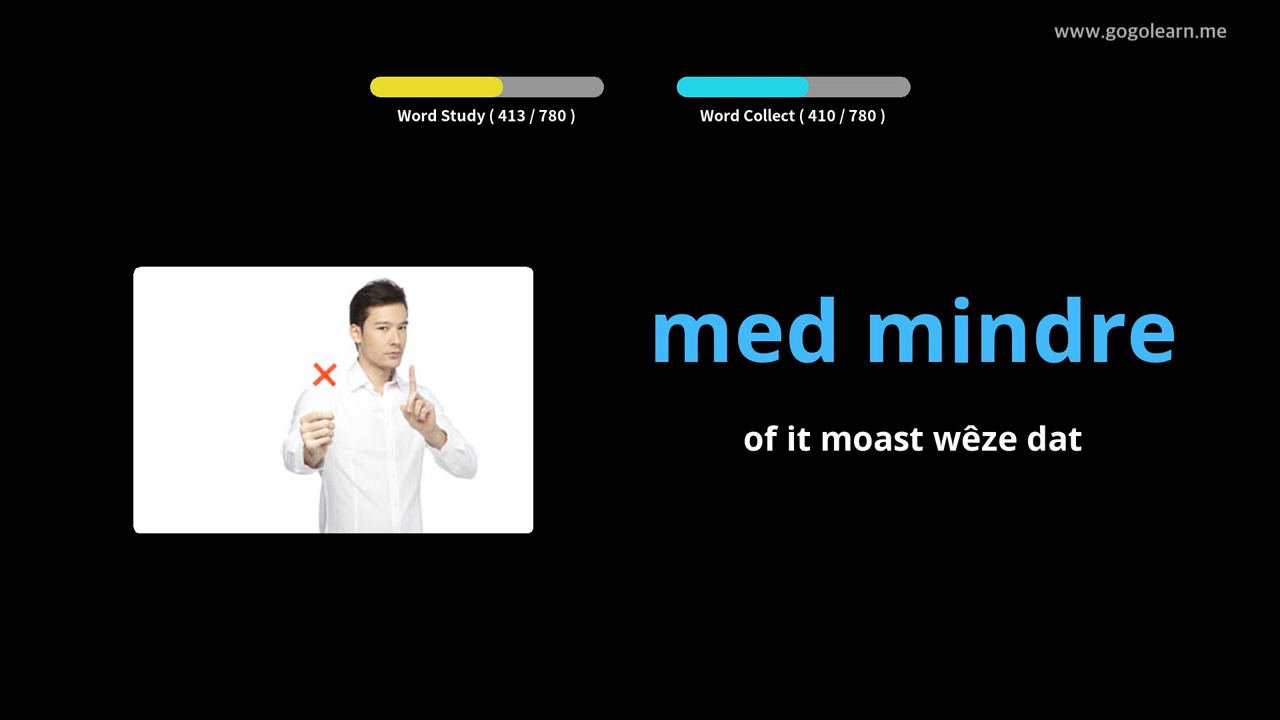 www.gogolearn.me
Word Study ( 413 / 780 )
Word Collect ( 410 / 780 )
med mindre
of it moast wêze dat